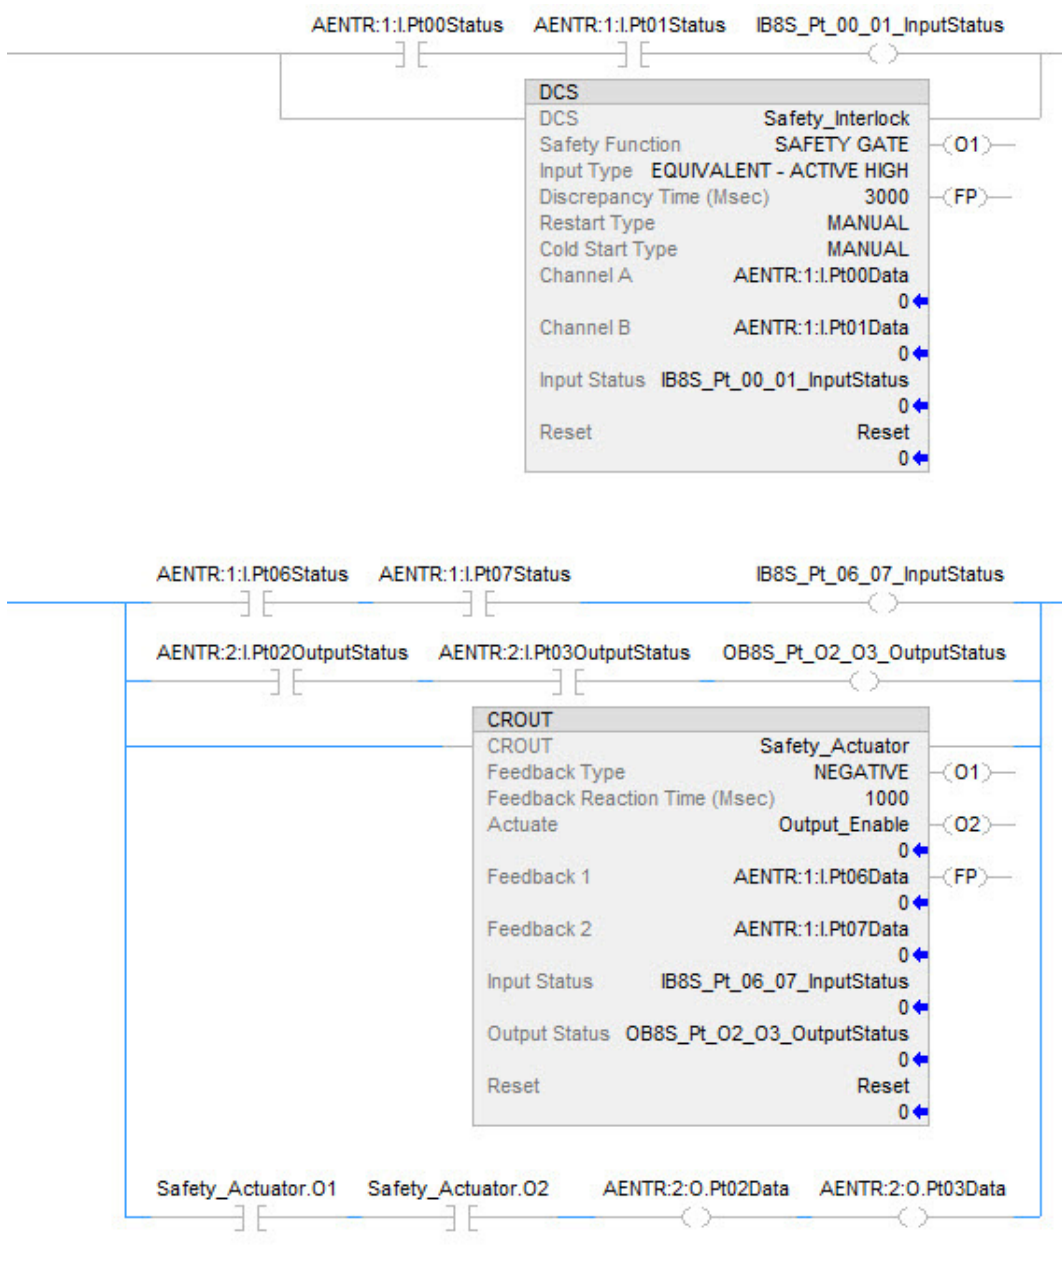 AENTR:1:I.Pt00Status AENTR:1:I.Pt01Status IB8S_Pt_00_01_InputStatus
DCS
DCS Safety_Interlock
Safety Function SAFETY GATE O1
Input Type EQUIVALENT - ACTIVE HIGH
Discrepancy Time (Msec) 3000 FP
Restart Type MANUAL
Cold Start Type MANUAL
Channel A AENTR:1:I.Pt00Data
0
Channel B AENTR:1:I.Pt01Data
0
Input Status IB8S_Pt_00_01_InputStatus
0
Reset Reset
0
AENTR:1:I.Pt06Status AENTR:1:I.Pt07Status IB8S_Pt_06_07_InputStatus
AENTR:2:I.Pt02OutputStatus AENTR:2:I.Pt03OutputStatus OB8S_Pt_O2_O3_OutputStatus
CROUT
CROUT Safety_Actuator
Feedback Type NEGATIVE O1
Feedback Reaction Time (Msec) 1000
Actuate Output_Enable O2
0
Feedback 1 AENTR:1:I.Pt06Data FP
0
Feedback 2 AENTR:1:I.Pt07Data
0
Input Status IB8S_Pt_06_07_InputStatus
0
Output Status OB8S_Pt_O2_O3_OutputStatus
0
Reset Reset
0
Safety_Actuator.O1 Safety_Actuator.O2 AENTR:2:O.Pt02Data AENTR:2:O.Pt03Data